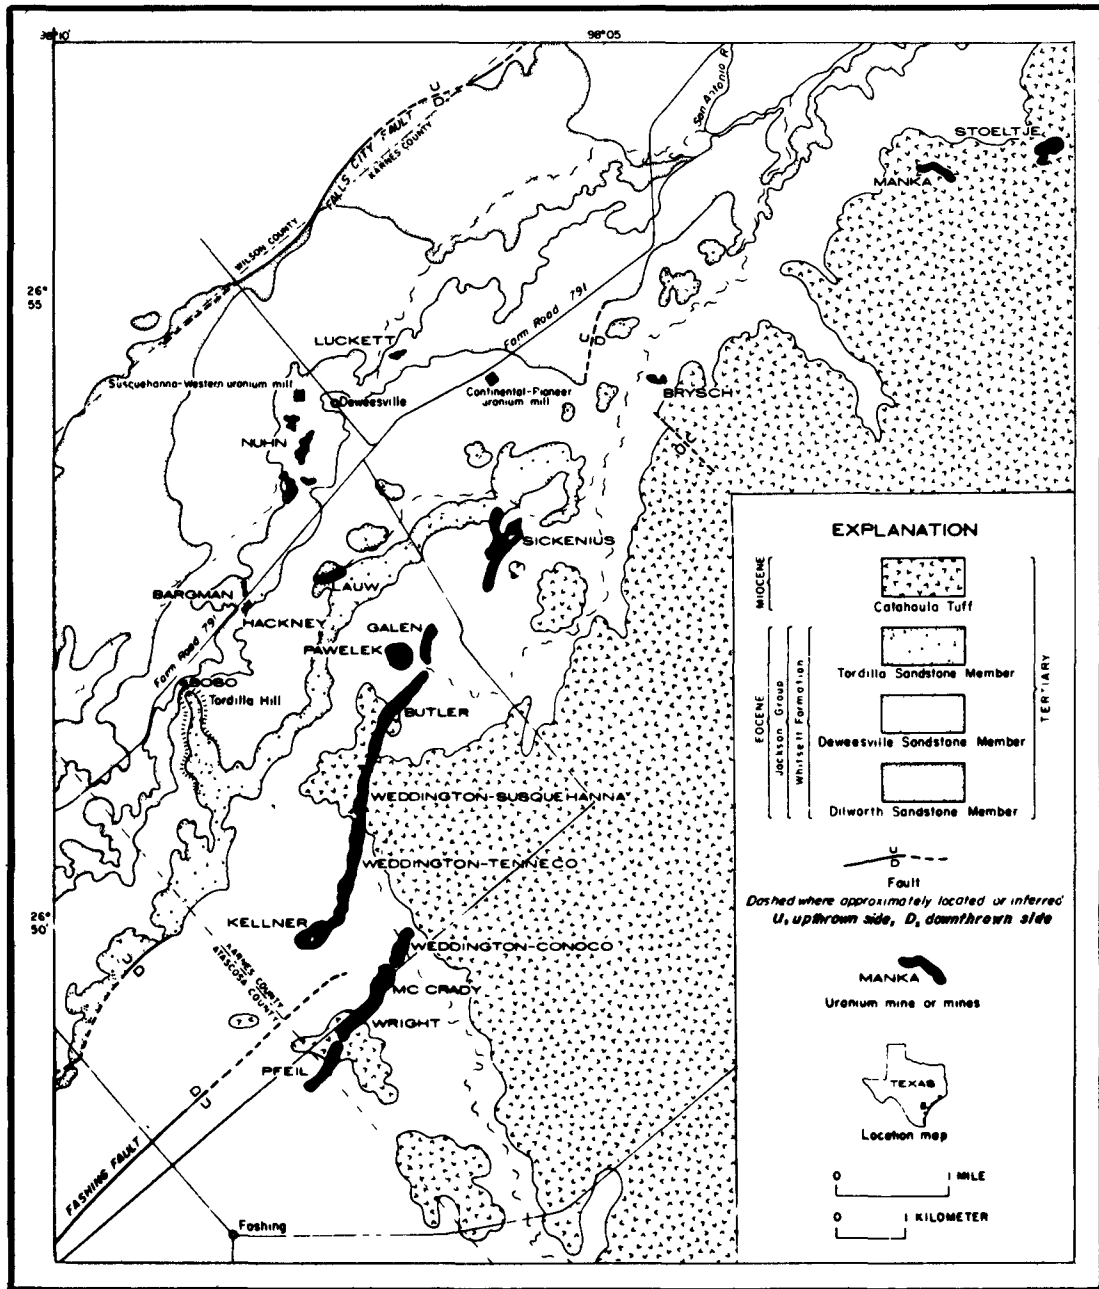 98°10'
98°05
26°
55'
26°
50'
WILSON COUNTY
FALLS CITY FAULT
KARNES COUNTY
U
D
San Antonio R
STOELTJE
MANKA
Farm Road 791
LUCKETT
U D
Susquehanna-Western uranium mill
Deweesville
Continental-Pioneer
uranium mill
BRYSCH
NUHN
D
U
SICKENIUS
LAUW
BARGMAN
HACKNEY
GALEN
PAWELEK
Farm Road 791
BOSO
Tordilla Hill
BUTLER
WEDDINGTON-SUSQUEHANNA
WEDDINGTON-TENNECO
KELLNER
WEDDINGTON-CONOCO
KARNES COUNTY
ATASCOSA COUNTY
U
D
MC CRADY
WRIGHT
PFEIL
D
U
FASHING FAULT
Fashing
EXPLANATION
MIOCENE
Catahoula Tuff
EOCENE
Jackson Group
Whitsett Formation
TERTIARY
Tordilla Sandstone Member
Deweesville Sandstone Member
Dilworth Sandstone Member
U
D
Fault
Dashed where approximately located or inferred
U, upthrown side, D, downthrown side
MANKA
Uranium mine or mines
TEXAS
Location map
0 1 MILE
0 1 KILOMETER